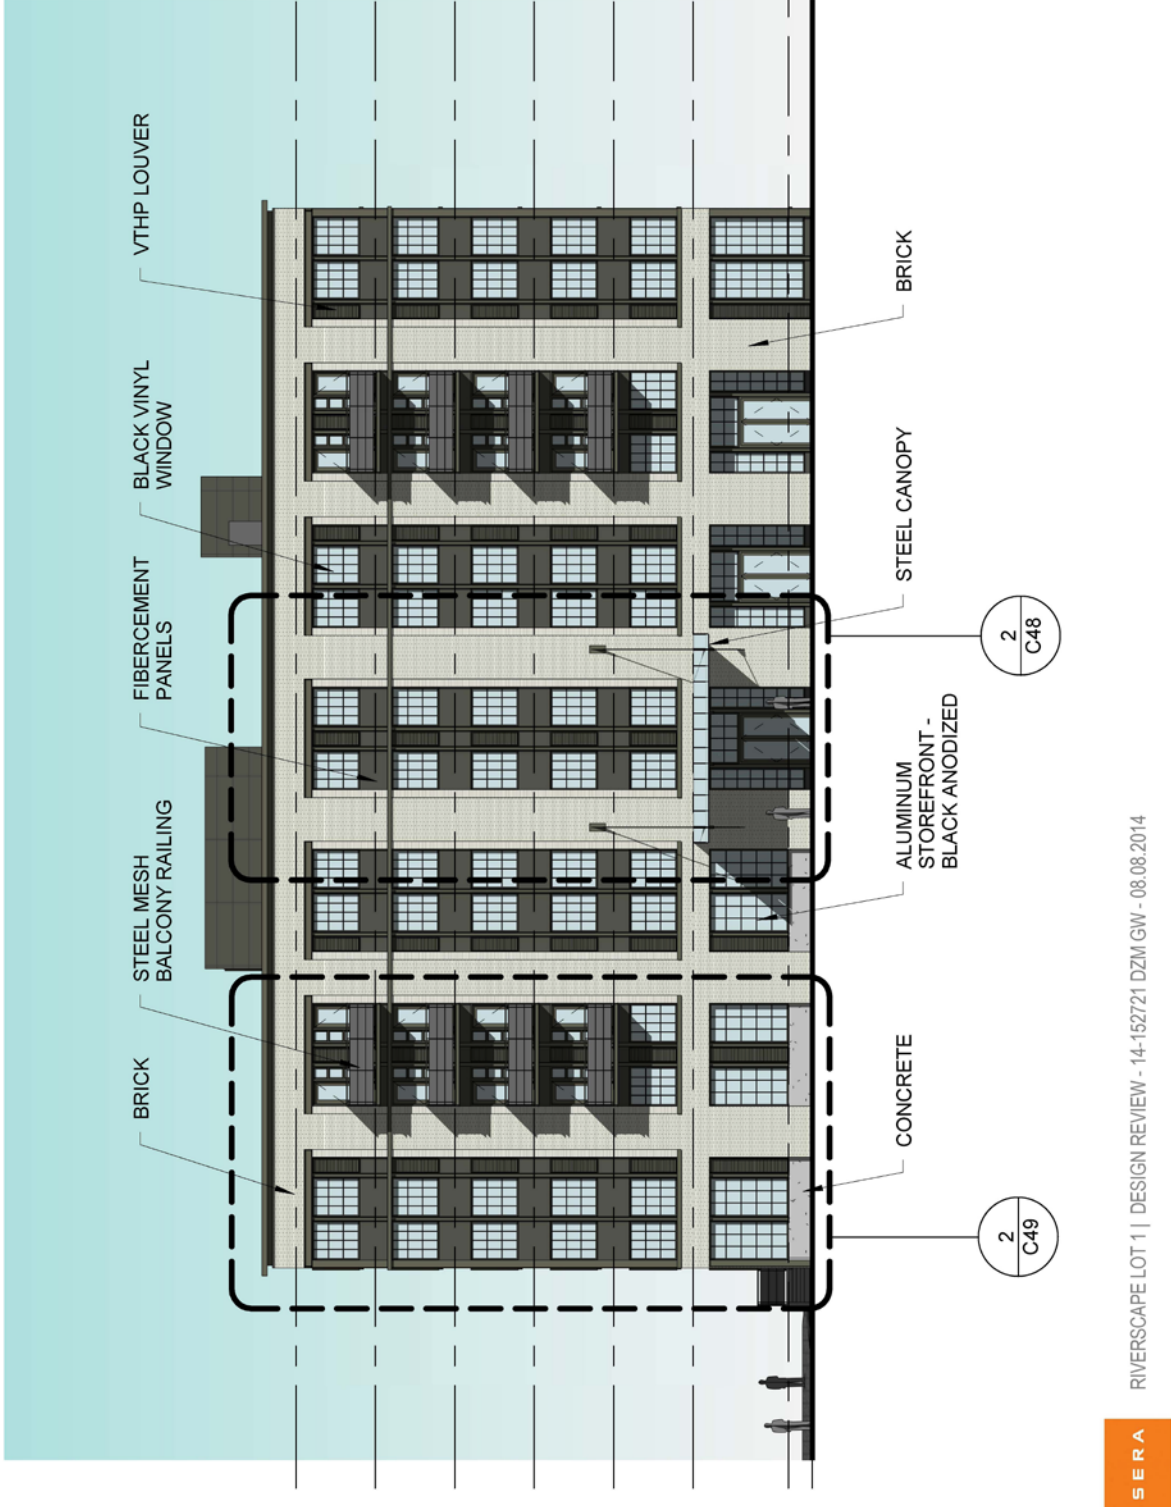 BRICK
STEEL MESH
BALCONY RAILING
FIBERCEMENT
PANELS
BLACK VINYL
WINDOW
VTHP LOUVER
CONCRETE
ALUMINUM
STOREFRONT -
BLACK ANODIZED
STEEL CANOPY
BRICK
2
C49
2
C48
SERA
RIVERSCAPE LOT 1 | DESIGN REVIEW - 14-152721 DZM GW - 08.08.2014